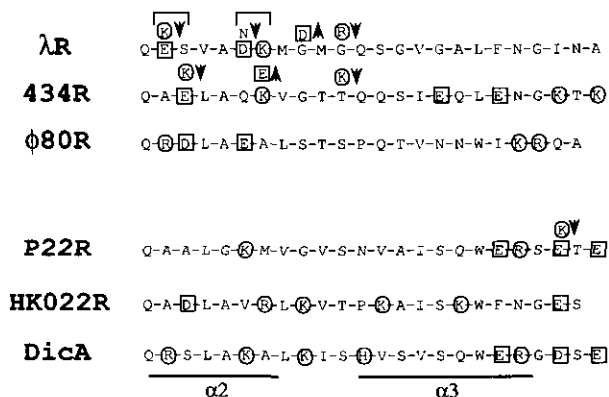 K N D R
λR Q-E-S-V-A-D-K-M-G-M-G-Q-S-G-V-G-A-L-F-N-G-I-N-A
K E K
434R Q-A-E-L-A-Q-K-V-G-T-T-Q-Q-S-I-E-Q-L-E-N-G-K-T-K
ϕ80R Q-R-D-L-A-E-A-L-S-T-S-P-Q-T-V-N-N-W-I-K-R-Q-A
K
P22R Q-A-A-L-G-K-M-V-G-V-S-N-V-A-I-S-Q-W-E-R-S-E-T-E
HK022R Q-A-D-L-A-V-R-L-K-V-T-P-K-A-I-S-K-W-F-N-G-E-S
DicA Q-R-S-L-A-K-A-L-K-I-S-H-V-S-V-S-Q-W-E-R-G-D-S-E
α2 α3